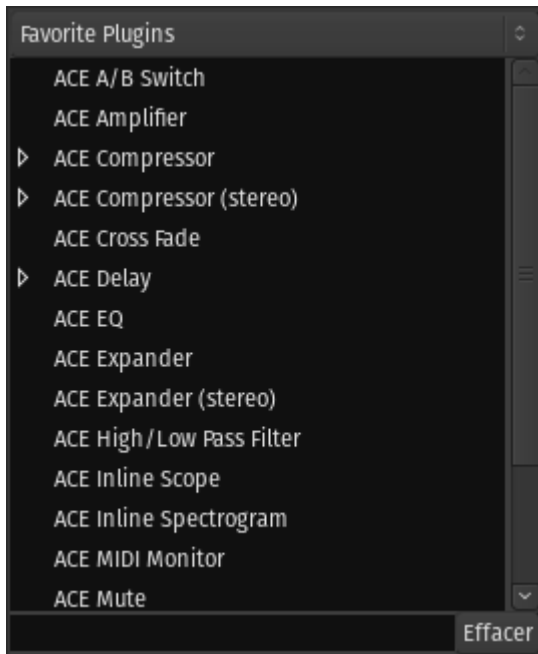 Favorite Plugins
ACE A/B Switch
ACE Amplifier
ACE Compressor
ACE Compressor (stereo)
ACE Cross Fade
ACE Delay
ACE EQ
ACE Expander
ACE Expander (stereo)
ACE High/Low Pass Filter
ACE Inline Scope
ACE Inline Spectrogram
ACE MIDI Monitor
ACE Mute
Effacer